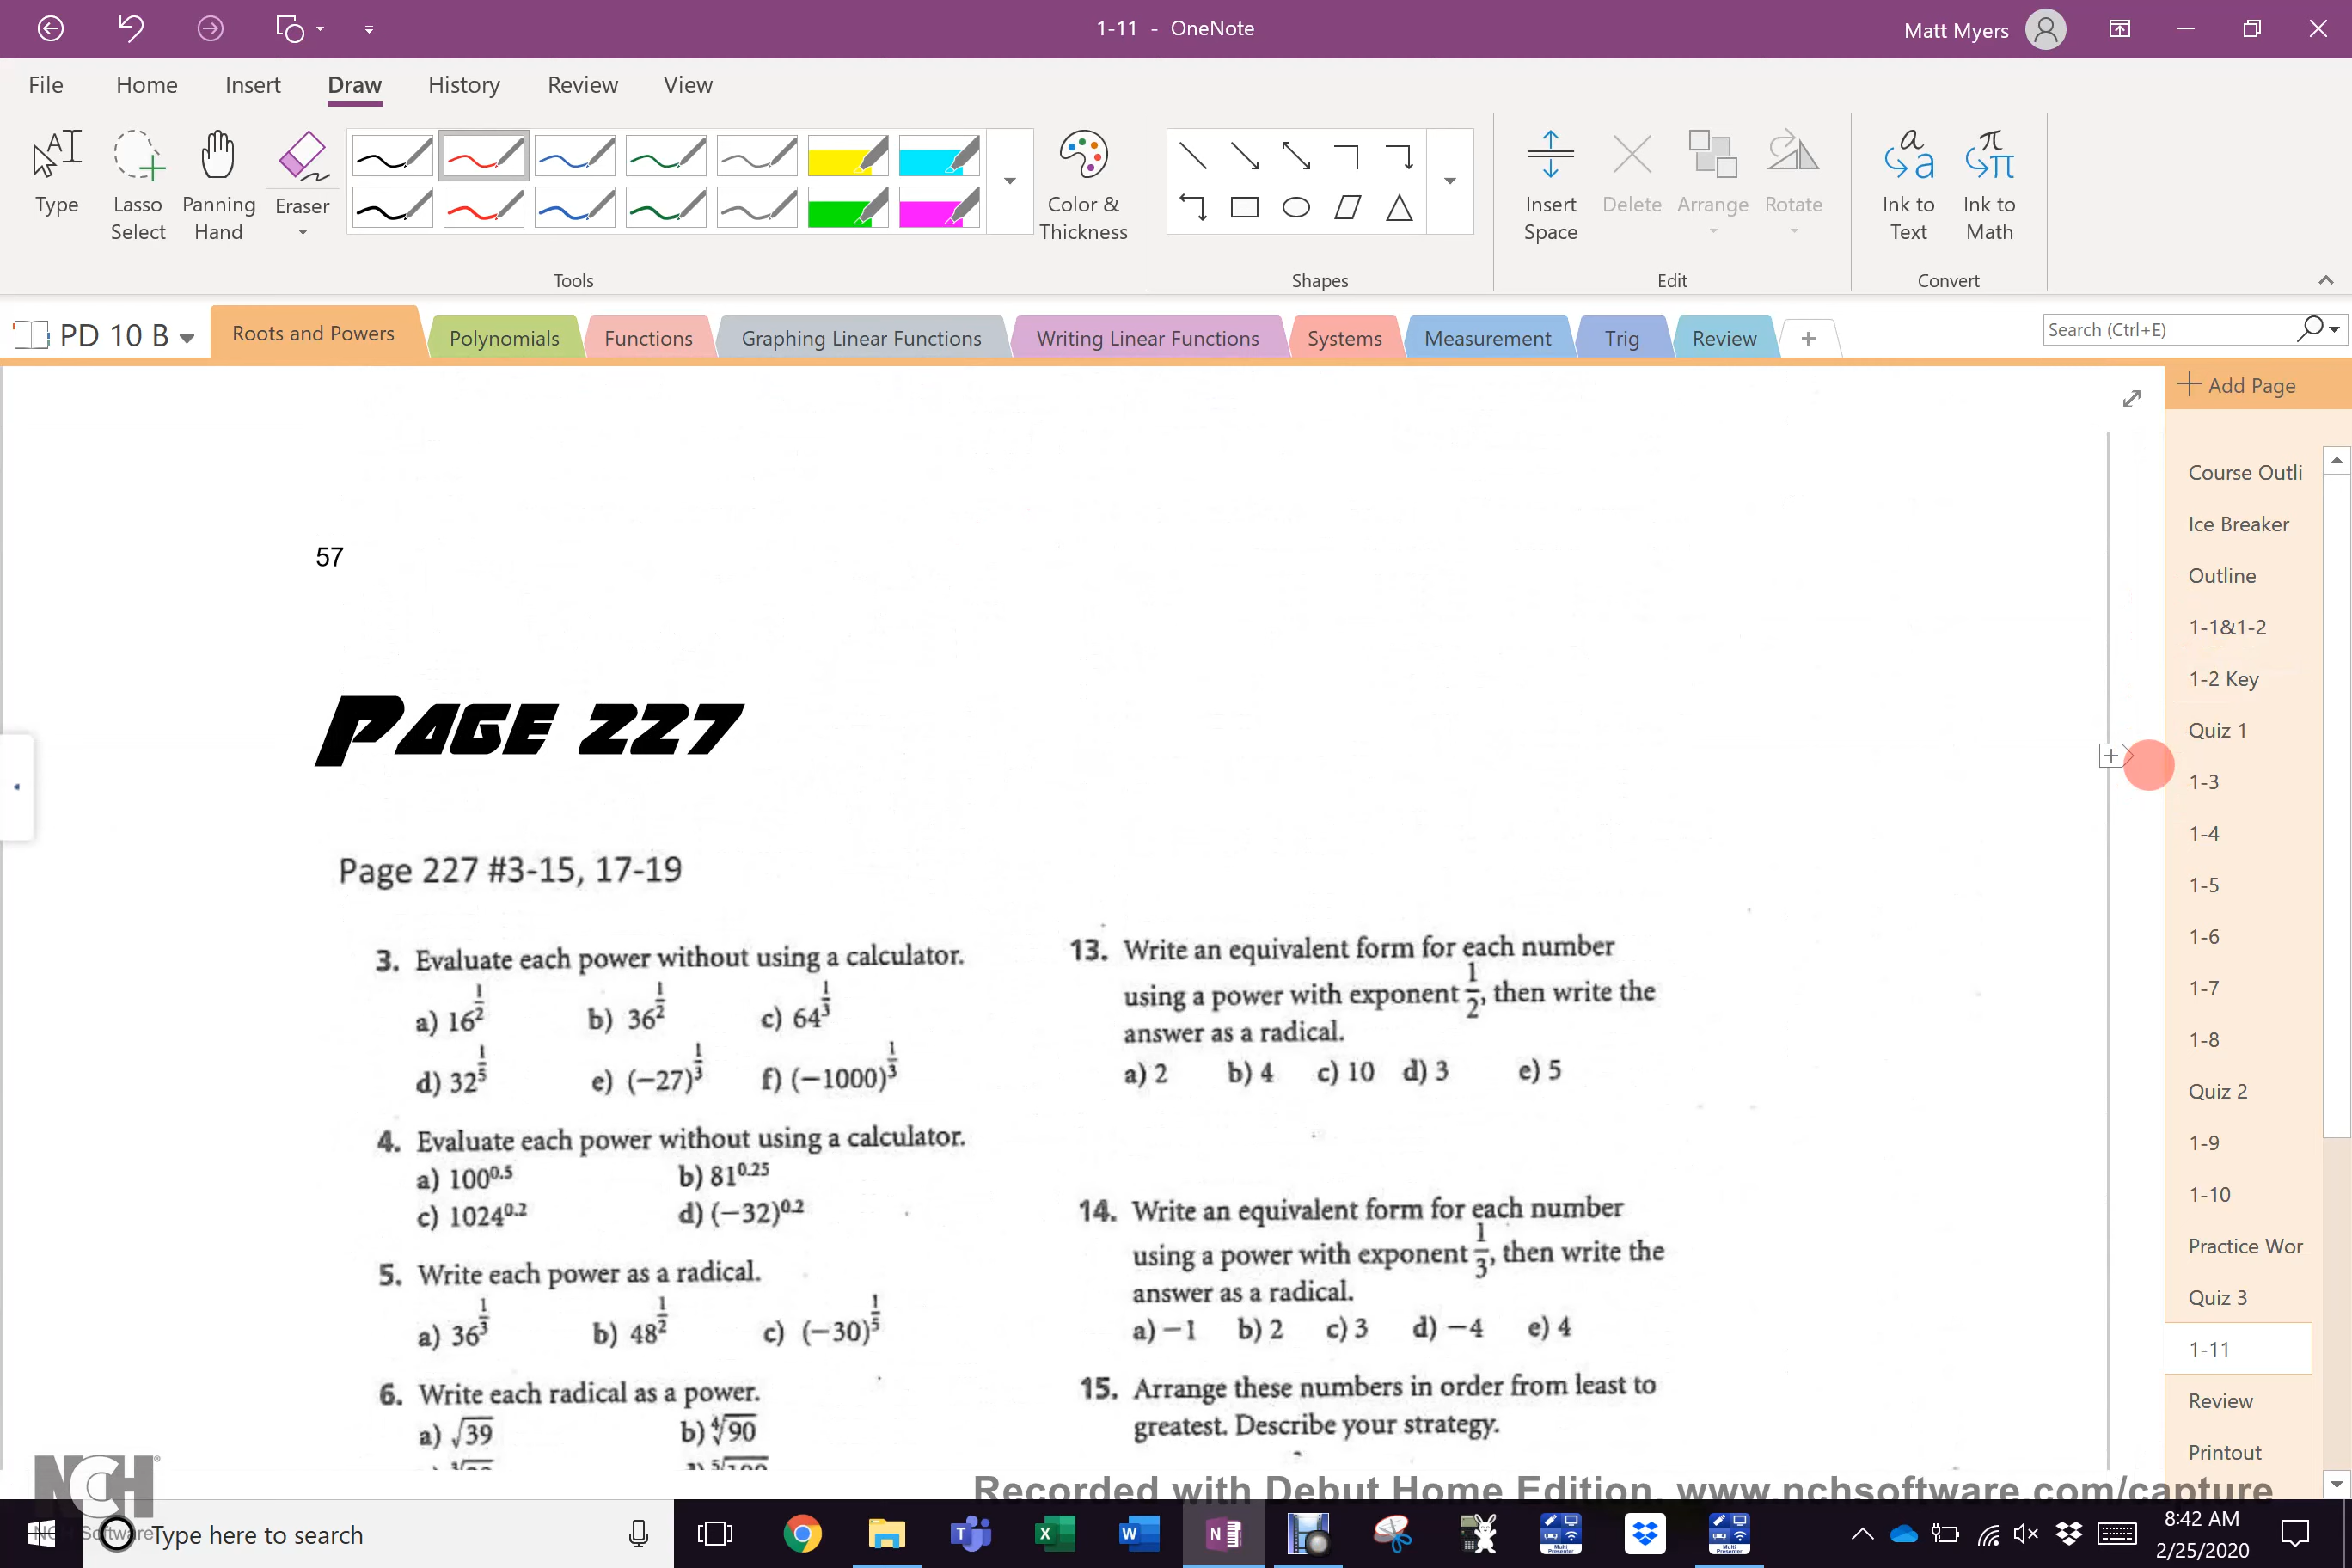 1-11 - OneNote
Matt Myers
File Home Insert Draw History Review View
Type
Lasso Select
Panning Hand
Eraser
Color & Thickness
Insert Space
Delete
Arrange
Rotate
Ink to Text
Ink to Math
Tools
Shapes
Edit
Convert
PD 10 B
Roots and Powers
Polynomials
Functions
Graphing Linear Functions
Writing Linear Functions
Systems
Measurement
Trig
Review
Search (Ctrl+E)
Add Page
Course Outli
Ice Breaker
Outline
1-1&1-2
1-2 Key
Quiz 1
1-3
1-4
1-5
1-6
1-7
1-8
Quiz 2
1-9
1-10
Practice Wor
Quiz 3
1-11
Review
Printout
57
PAGE 227
Page 227 #3-15, 17-19
3. Evaluate each power without using a calculator.
a) 16^(1/2) b) 36^(1/2) c) 64^(1/3)
d) 32^(1/5) e) (−27)^(1/3) f) (−1000)^(1/3)
4. Evaluate each power without using a calculator.
a) 100^0.5 b) 81^0.25
c) 1024^0.2 d) (−32)^0.2
5. Write each power as a radical.
a) 36^(1/3) b) 48^(1/2) c) (−30)^(1/5)
6. Write each radical as a power.
a) √39 b) ⁴√90
13. Write an equivalent form for each number
using a power with exponent 1/2, then write the
answer as a radical.
a) 2 b) 4 c) 10 d) 3 e) 5
14. Write an equivalent form for each number
using a power with exponent 1/3, then write the
answer as a radical.
a) −1 b) 2 c) 3 d) −4 e) 4
15. Arrange these numbers in order from least to
greatest. Describe your strategy.
NCH
NCH Software
Recorded with Debut Home Edition. www.nchsoftware.com/capture
Type here to search
8:42 AM
2/25/2020